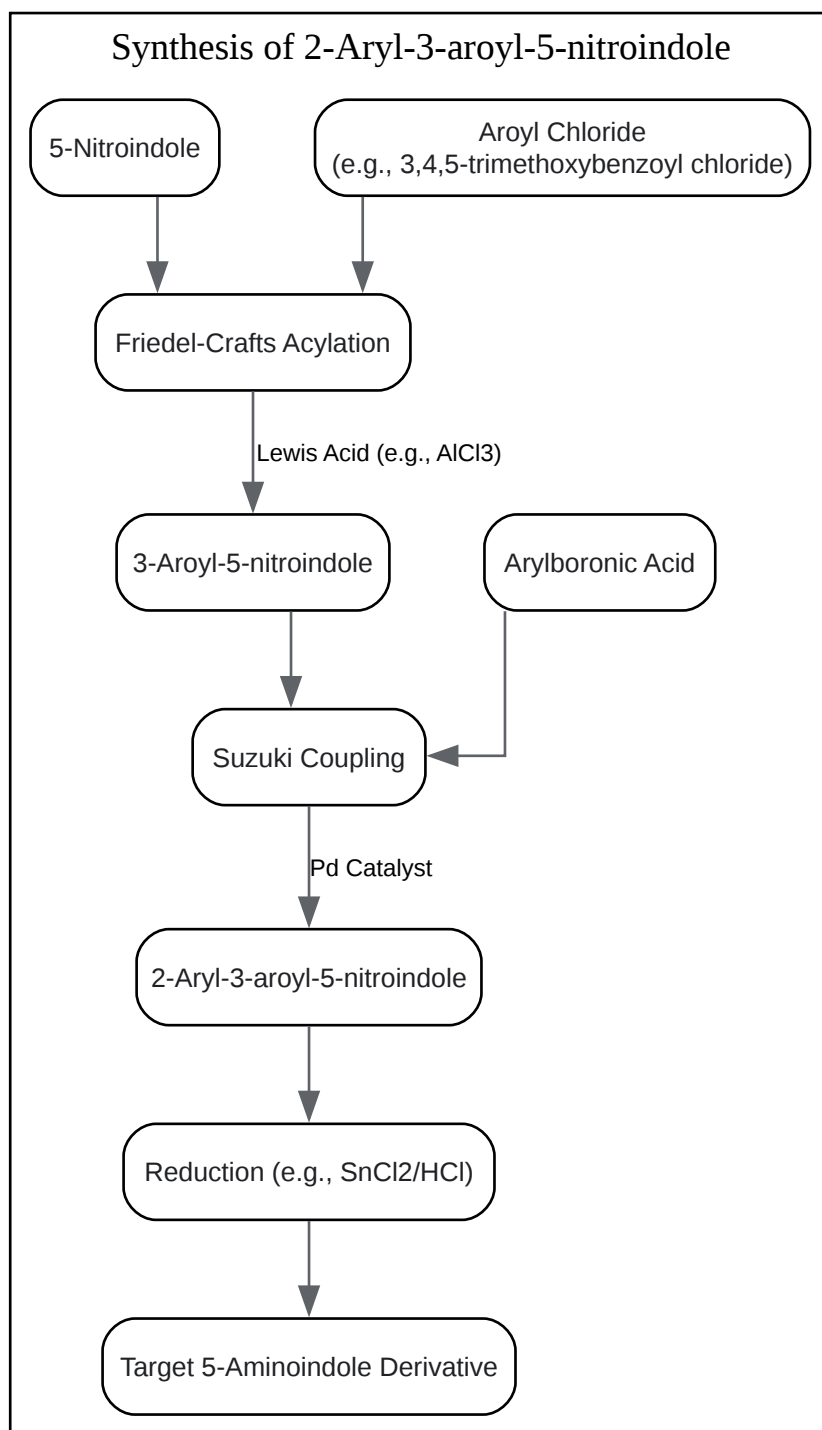 Synthesis of 2-Aryl-3-aroyl-5-nitroindole
5-Nitroindole
Aroyl Chloride
(e.g., 3,4,5-trimethoxybenzoyl chloride)
Friedel-Crafts Acylation
Lewis Acid (e.g., AlCl3)
3-Aroyl-5-nitroindole
Arylboronic Acid
Suzuki Coupling
Pd Catalyst
2-Aryl-3-aroyl-5-nitroindole
Reduction (e.g., SnCl2/HCl)
Target 5-Aminoindole Derivative